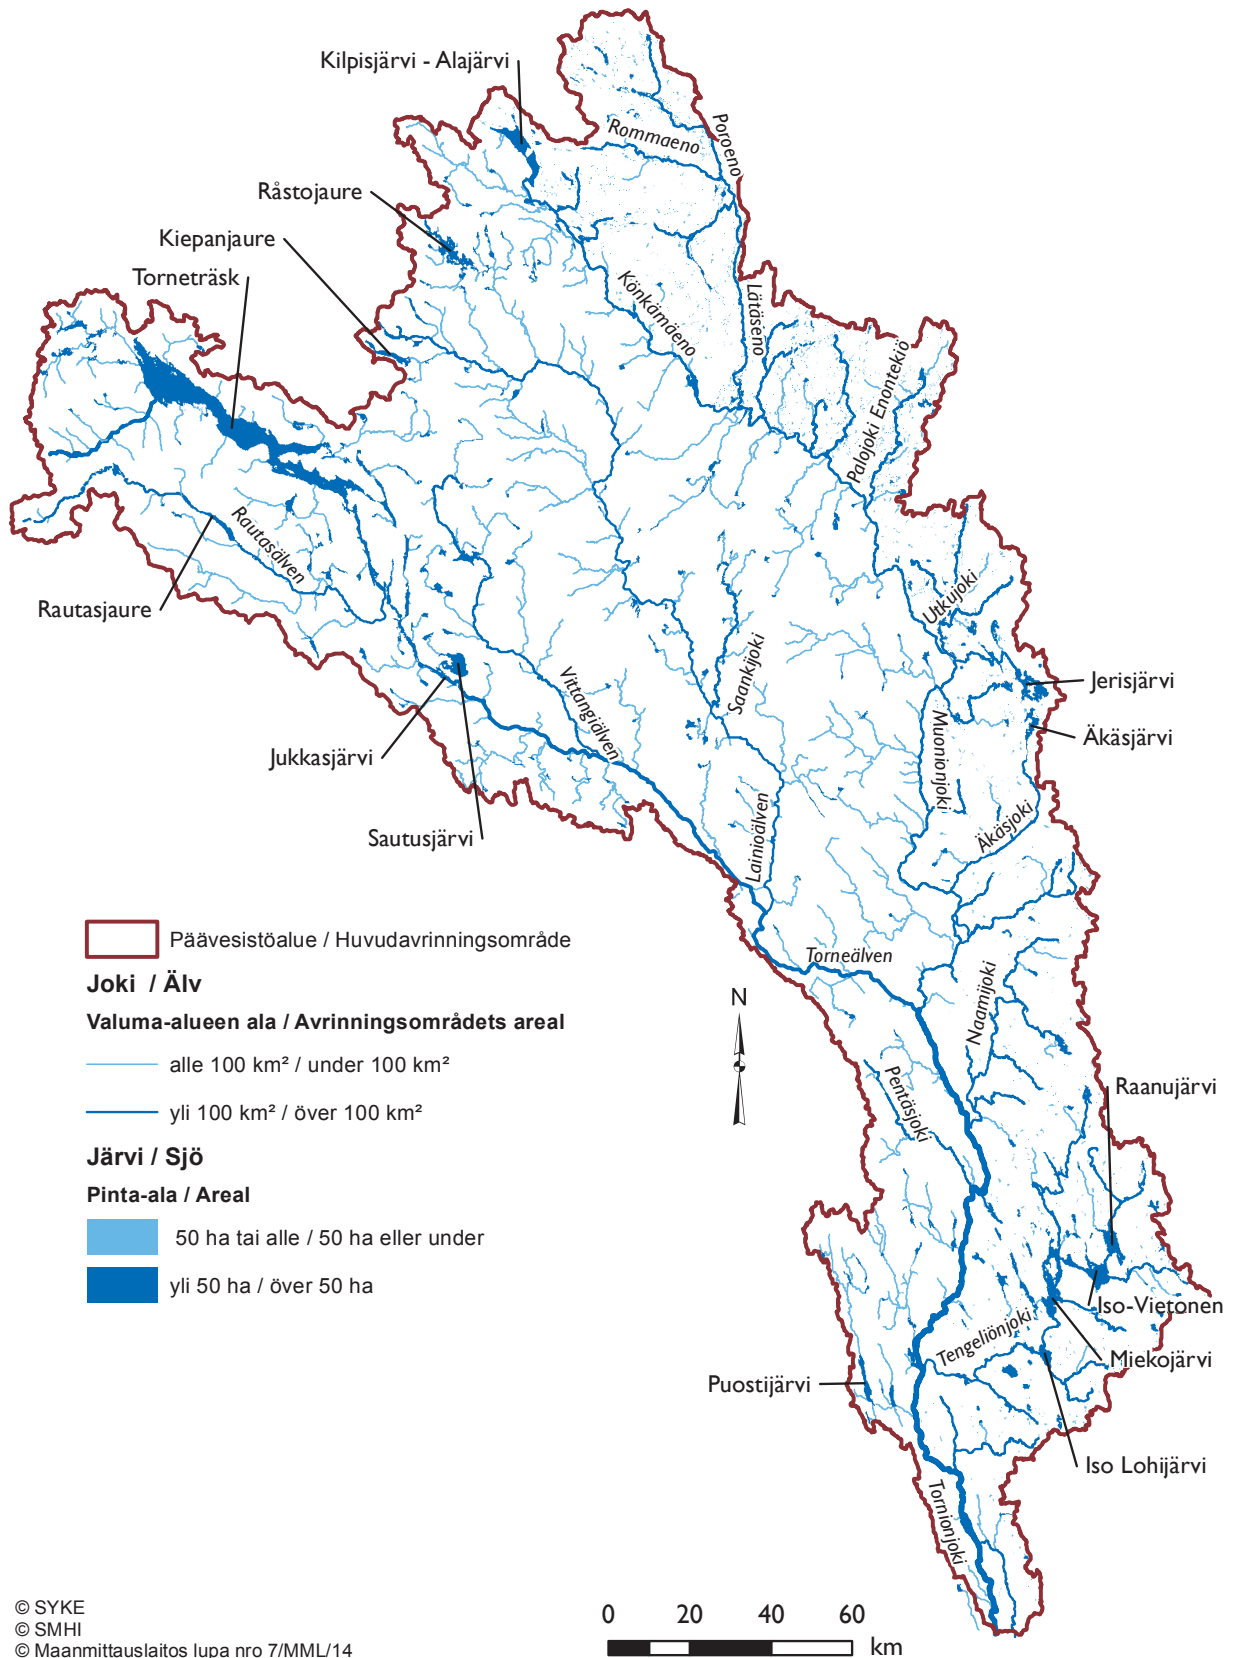 Kilpisjärvi - Alajärvi
Rommaeno
Poroeno
Råstojaure
Kiepanjaure
Torneträsk
Könkämäeno
Lätäseno
Palojoki Enontekiö
Rautasälven
Rautasjaure
Utkujoki
Saankijoki
Vittangiälven
Jerisjärvi
Muonionjoki
Äkäsjärvi
Jukkasjärvi
Sautusjärvi
Lainioälven
Äkäsjoki
Torneälven
Naamijoki
Pentäsjoki
Raanujärvi
Iso-Vietonen
Tengeliönjoki
Miekojärvi
Puostijärvi
Iso Lohijärvi
Tornionjoki
Päävesistöalue / Huvudavrinningsområde
Joki / Älv
Valuma-alueen ala / Avrinningsområdets areal
alle 100 km² / under 100 km²
yli 100 km² / över 100 km²
Järvi / Sjö
Pinta-ala / Areal
50 ha tai alle / 50 ha eller under
yli 50 ha / över 50 ha
N
© SYKE
© SMHI
© Maanmittauslaitos lupa nro 7/MML/14
0 20 40 60
km